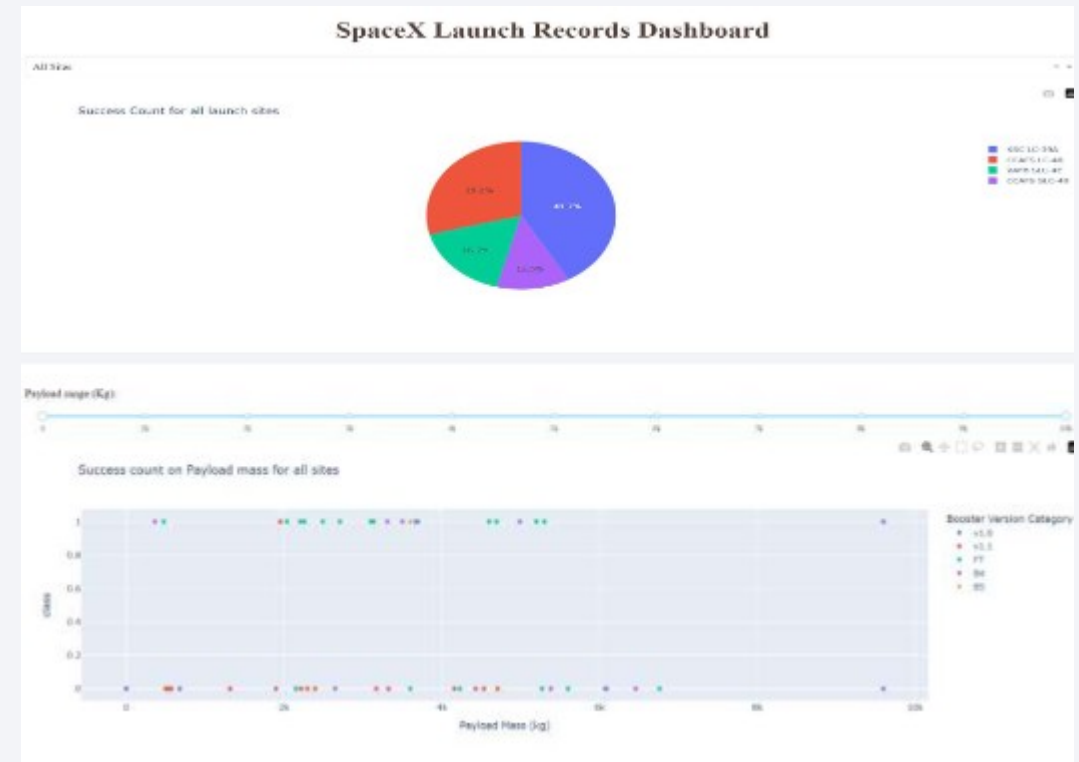 SpaceX Launch Records Dashboard
All Sites
Success Count for all launch sites
KSC LC-39A
CCAFS LC-40
VAFB SLC-4E
CCAFS SLC-40
41.7%
Payload range (Kg):
Success count on Payload mass for all sites
Booster Version Category
v1.0
v1.1
FT
B4
B5
class
1
0.8
0.6
0.4
0.2
0
0
2k
4k
6k
8k
10k
Payload Mass (kg)